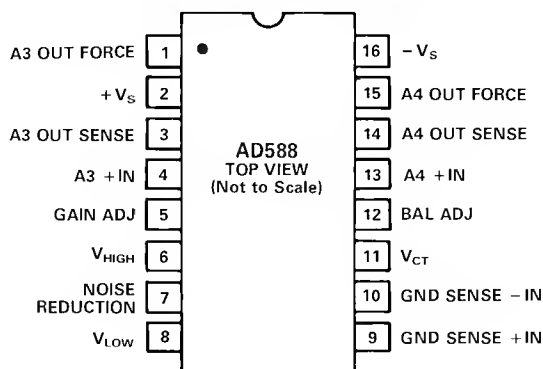 A3 OUT FORCE 1
+VS 2
A3 OUT SENSE 3
A3 +IN 4
GAIN ADJ 5
VHIGH 6
NOISE
REDUCTION 7
VLOW 8
AD588
TOP VIEW
(Not to Scale)
16 −VS
15 A4 OUT FORCE
14 A4 OUT SENSE
13 A4 +IN
12 BAL ADJ
11 VCT
10 GND SENSE −IN
9 GND SENSE +IN